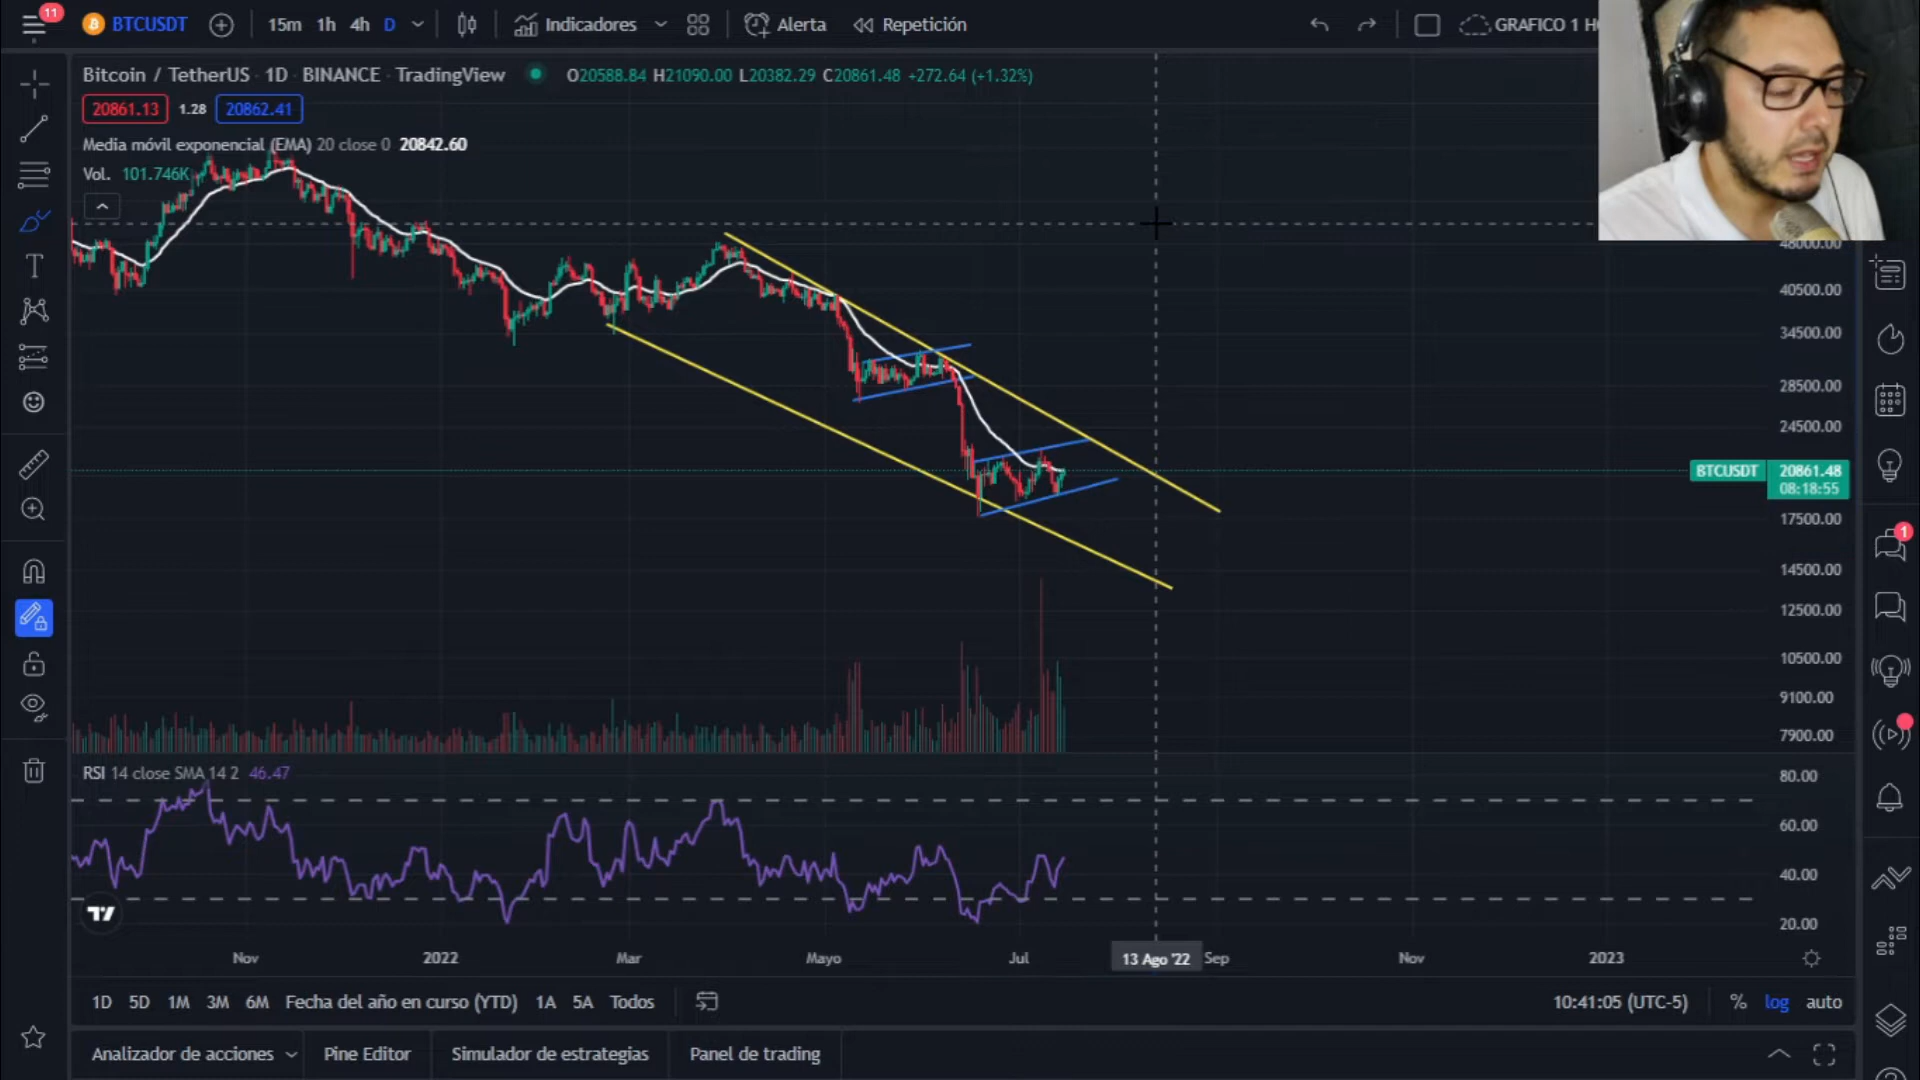 11
BTCUSDT 15m 1h 4h D Indicadores Alerta Repetición GRAFICO 1 HO
Bitcoin / TetherUS · 1D · BINANCE · TradingView O20588.84 H21090.00 L20382.29 C20861.48 +272.64 (+1.32%)
20861.13 1.28 20862.41
Media móvil exponencial (EMA) 20 close 0 20842.60
Vol. 101.746K
48000.00
40500.00
34500.00
28500.00
24500.00
BTCUSDT 20861.48
08:18:55
17500.00
1
14500.00
12500.00
10500.00
9100.00
7900.00
RSI 14 close SMA 14 2 46.47
80.00
60.00
40.00
20.00
Nov 2022 Mar Mayo Jul 13 Ago '22 Sep Nov 2023
1D 5D 1M 3M 6M Fecha del año en curso (YTD) 1A 5A Todos 10:41:05 (UTC-5) % log auto
Analizador de acciones Pine Editor Simulador de estrategias Panel de trading